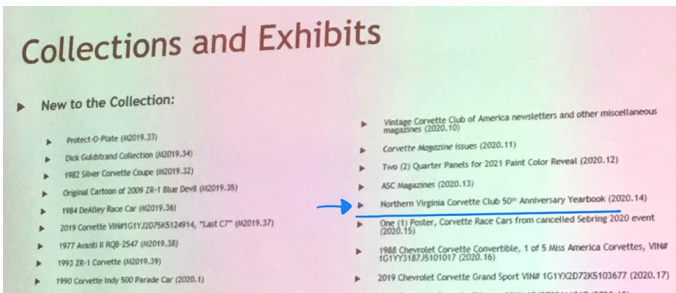 Collections and Exhibits
New to the Collection:
Protect-O-Plate (M2019.33)
Dick Guldstrand Collection (M2019.34)
1982 Silver Corvette Coupe (M2019.32)
Original Cartoon of 2009 ZR-1 Blue Devil (M2019.35)
1984 DeAtley Race Car (M2019.36)
2019 Corvette VIN#1G1YJ2D75K5124914, "Last C7" (M2019.37)
1977 Avanti II RQB-2547 (M2019.38)
1993 ZR-1 Corvette (M2019.39)
1990 Corvette Indy 500 Parade Car (2020.1)
Vintage Corvette Club of America newsletters and other miscellaneous
magazines (2020.10)
Corvette Magazine issues (2020.11)
Two (2) Quarter Panels for 2021 Paint Color Reveal (2020.12)
ASC Magazines (2020.13)
Northern Virginia Corvette Club 50th Anniversary Yearbook (2020.14)
One (1) Poster, Corvette Race Cars from cancelled Sebring 2020 event
(2020.15)
1988 Chevrolet Corvette Convertible, 1 of 5 Miss America Corvettes, VIN#
1G1YY3187J5101017 (2020.16)
2019 Chevrolet Corvette Grand Sport VIN# 1G1YX2D72K5103677 (2020.17)